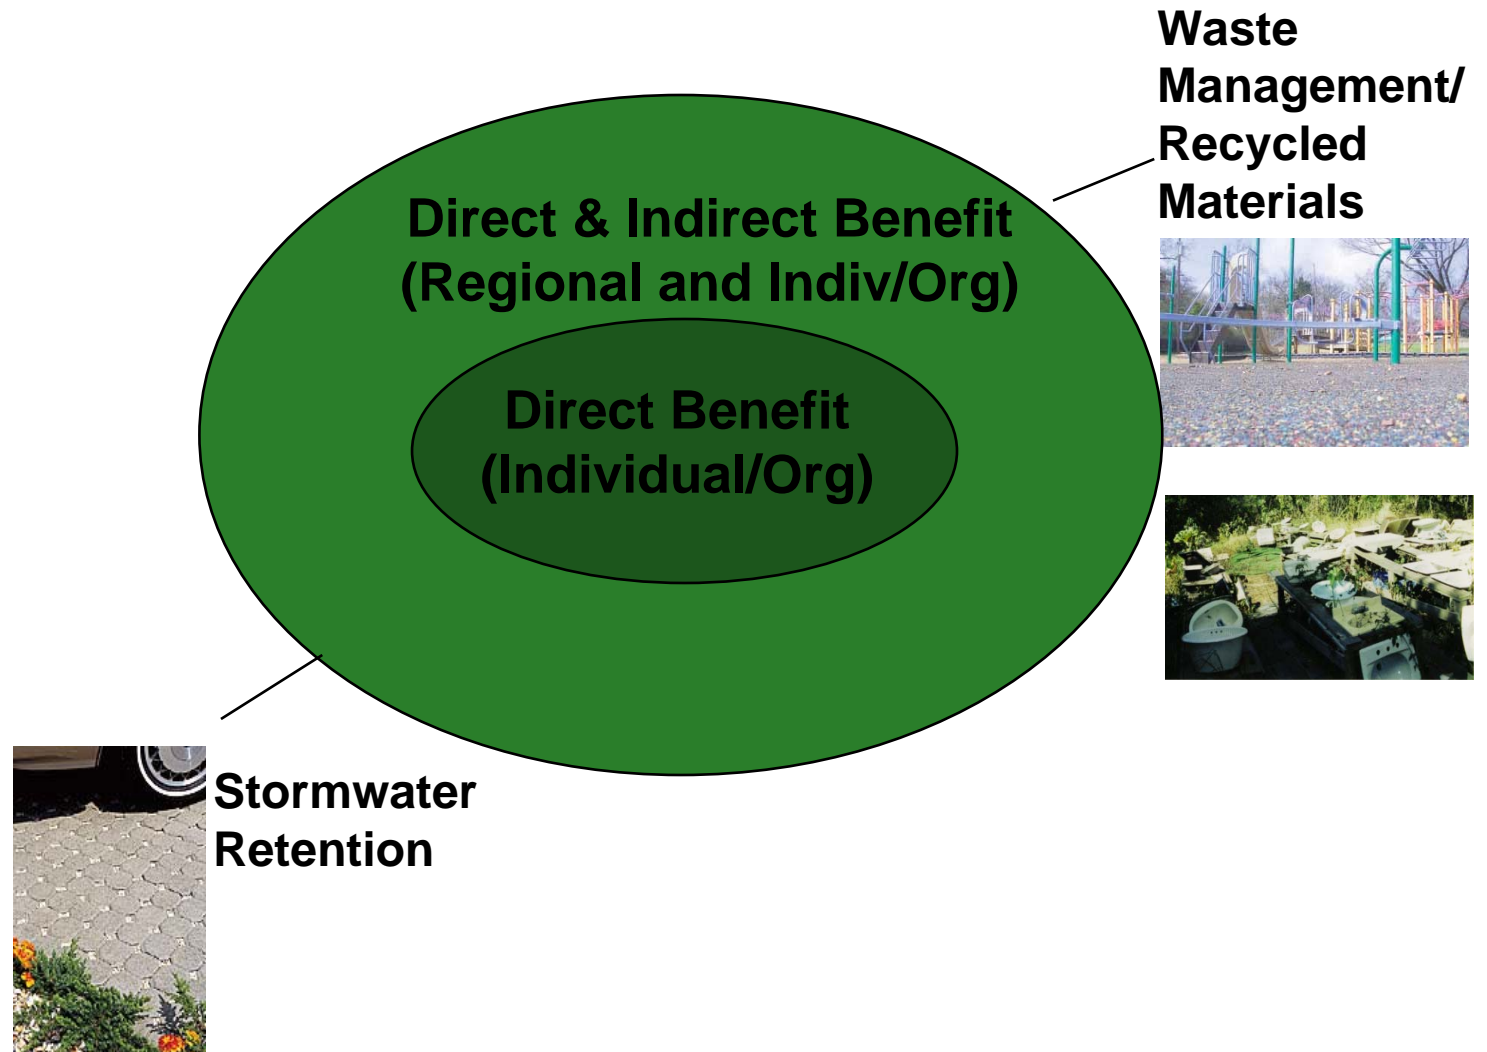 Waste
Management/
Recycled
Materials
Direct & Indirect Benefit
(Regional and Indiv/Org)
Direct Benefit
(Individual/Org)
Stormwater
Retention